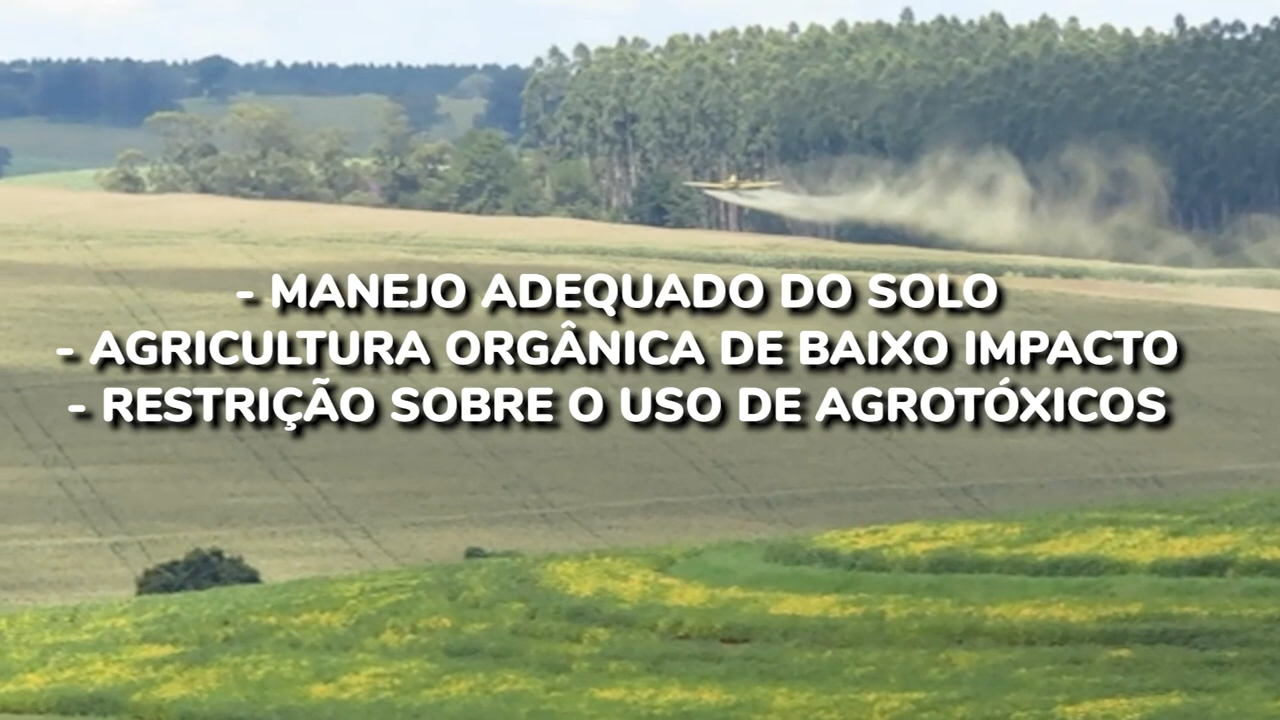 - MANEJO ADEQUADO DO SOLO
- AGRICULTURA ORGÂNICA DE BAIXO IMPACTO
- RESTRIÇÃO SOBRE O USO DE AGROTÓXICOS